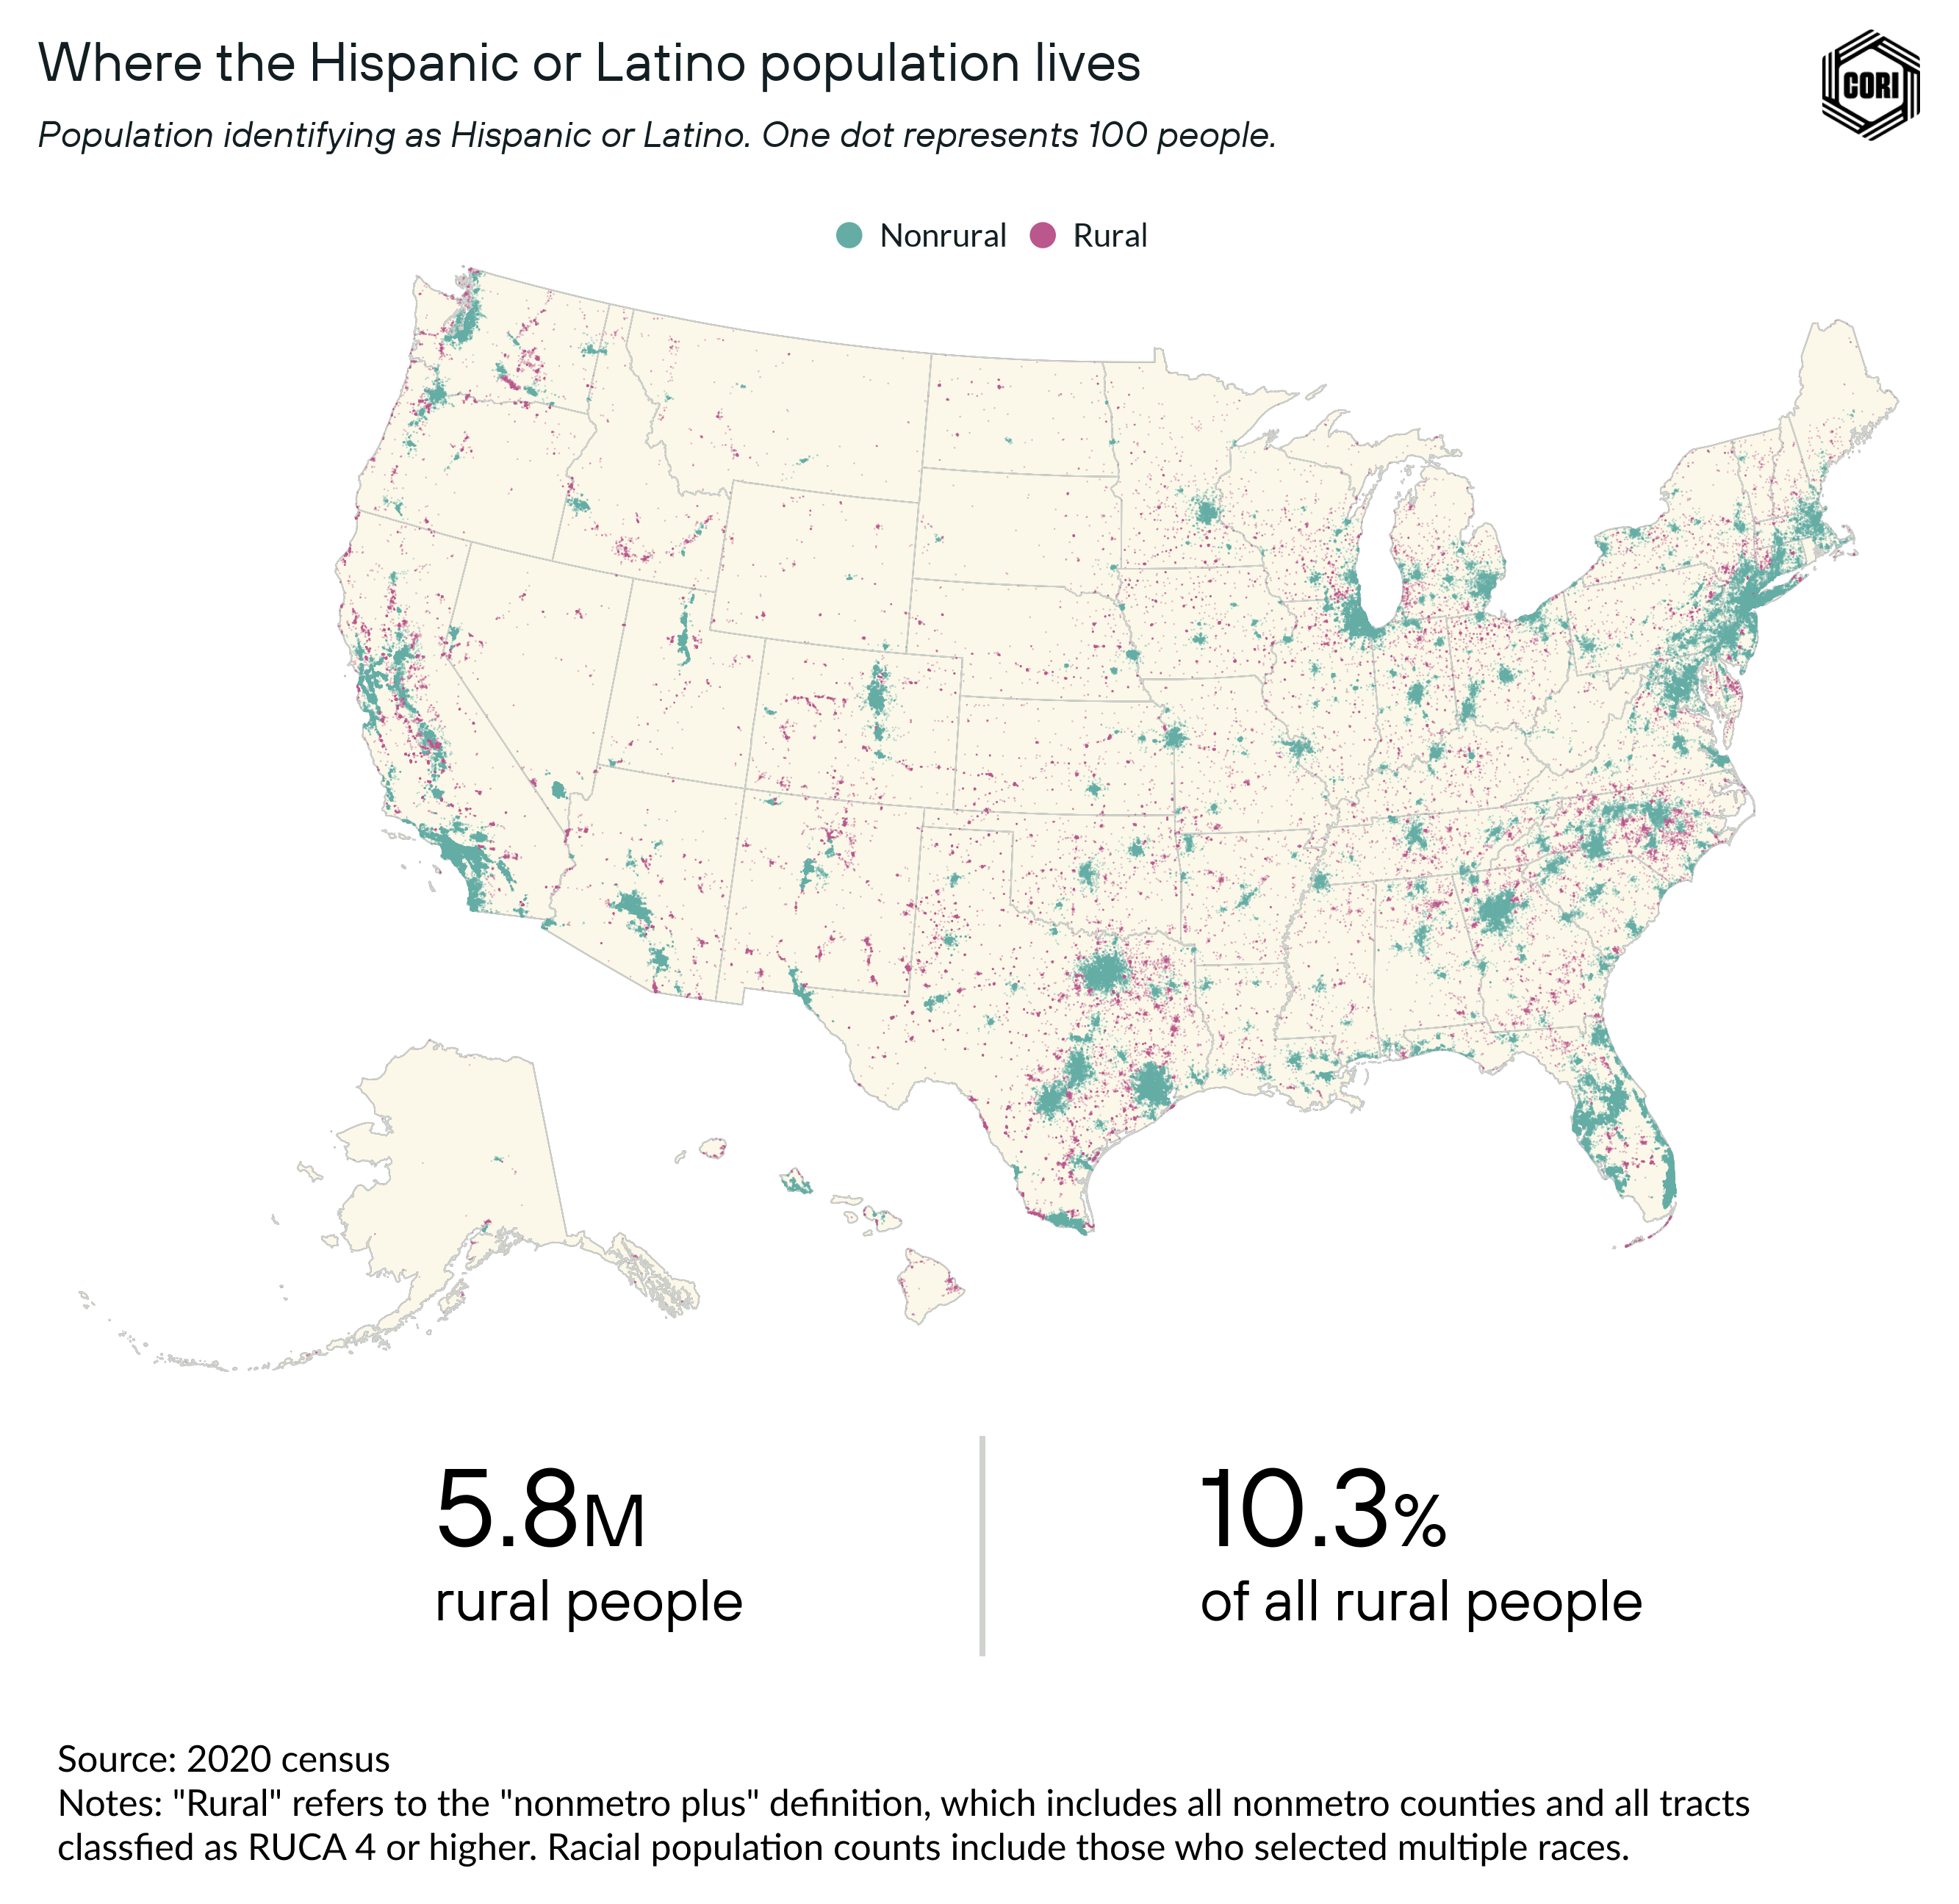 Where the Hispanic or Latino population lives
CORI
Population identifying as Hispanic or Latino. One dot represents 100 people.
Nonrural Rural
5.8M
rural people
10.3%
of all rural people
Source: 2020 census
Notes: "Rural" refers to the "nonmetro plus" definition, which includes all nonmetro counties and all tracts
classfied as RUCA 4 or higher. Racial population counts include those who selected multiple races.